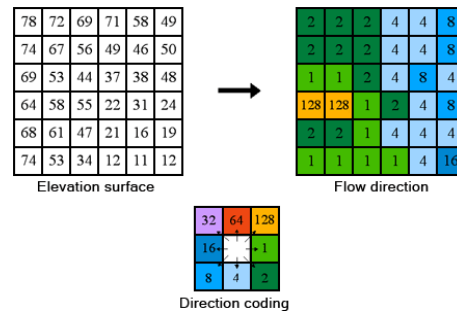 78 72 69 71 58 49
74 67 56 49 46 50
69 53 44 37 38 48
64 58 55 22 31 24
68 61 47 21 16 19
74 53 34 12 11 12
Elevation surface
2 2 2 4 4 8
2 2 2 4 4 8
1 1 2 4 8 4
128 128 1 2 4 8
2 2 1 4 4 4
1 1 1 1 4 16
Flow direction
32 64 128
16 1
8 4 2
Direction coding